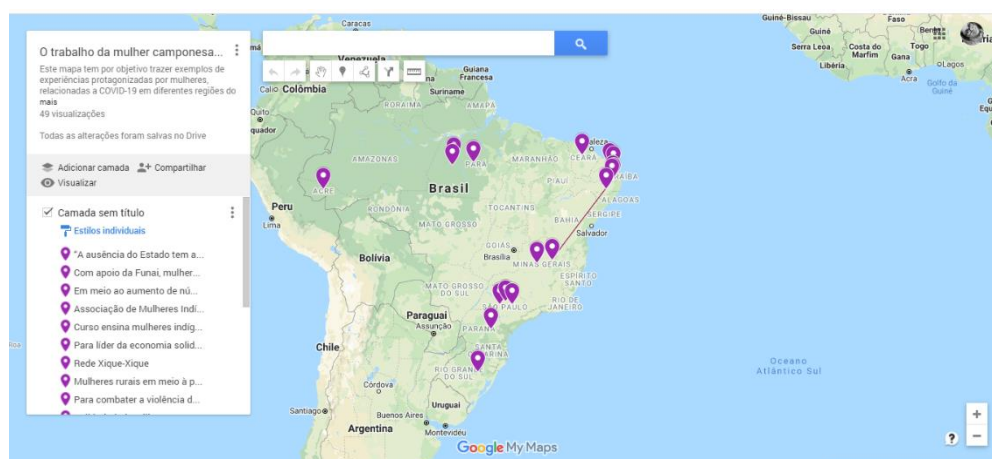 O trabalho da mulher camponesa...
Este mapa tem por objetivo trazer exemplos de
experiências protagonizadas por mulheres,
relacionadas a COVID-19 em diferentes regiões do
mais
49 visualizações
Todas as alterações foram salvas no Drive
Adicionar camada
Compartilhar
Visualizar
Camada sem título
Estilos individuais
"A ausência do Estado tem a...
Com apoio da Funai, mulher...
Em meio ao aumento de nú...
Associação de Mulheres Indí...
Curso ensina mulheres indíg...
Para líder da economia solid...
Rede Xique-Xique
Mulheres rurais em meio à p...
Para combater a violência d...
Caracas
Venezuela
Guiana
Francesa
Suriname
Calio
Colômbia
Quito
quador
RORAIMA
AMAPÁ
AMAZONAS
PARÁ
MARANHÃO
CEARÁ
aleza
RAÍBA
PIAUÍ
ACRE
Brasil
ALAGOAS
SERGIPE
Peru
Lima
RONDÔNIA
TOCANTINS
BAHIA
MATO GROSSO
Salvador
GOIÁS
Brasília
Bolívia
MINAS GERAIS
ESPÍRITO
SANTO
MATO GROSSO
DO SUL
SÃO PAULO
RIO DE
JANEIRO
Paraguai
Assunção
PARANÁ
Chile
SANTA
RIO GRAN
DO SUL
Córdova
Santiago
Uruguai
Buenos Aires
Argentina
Montevidéu
Guiné-Bissau
Guiné
Faso
Serra Leoa
Costa do
Marfim
Gana
Togo
Libéria
Acra
Lagos
Golfo da
Guiné
Oceano
Atlântico Sul
Google My Maps
+
?
−